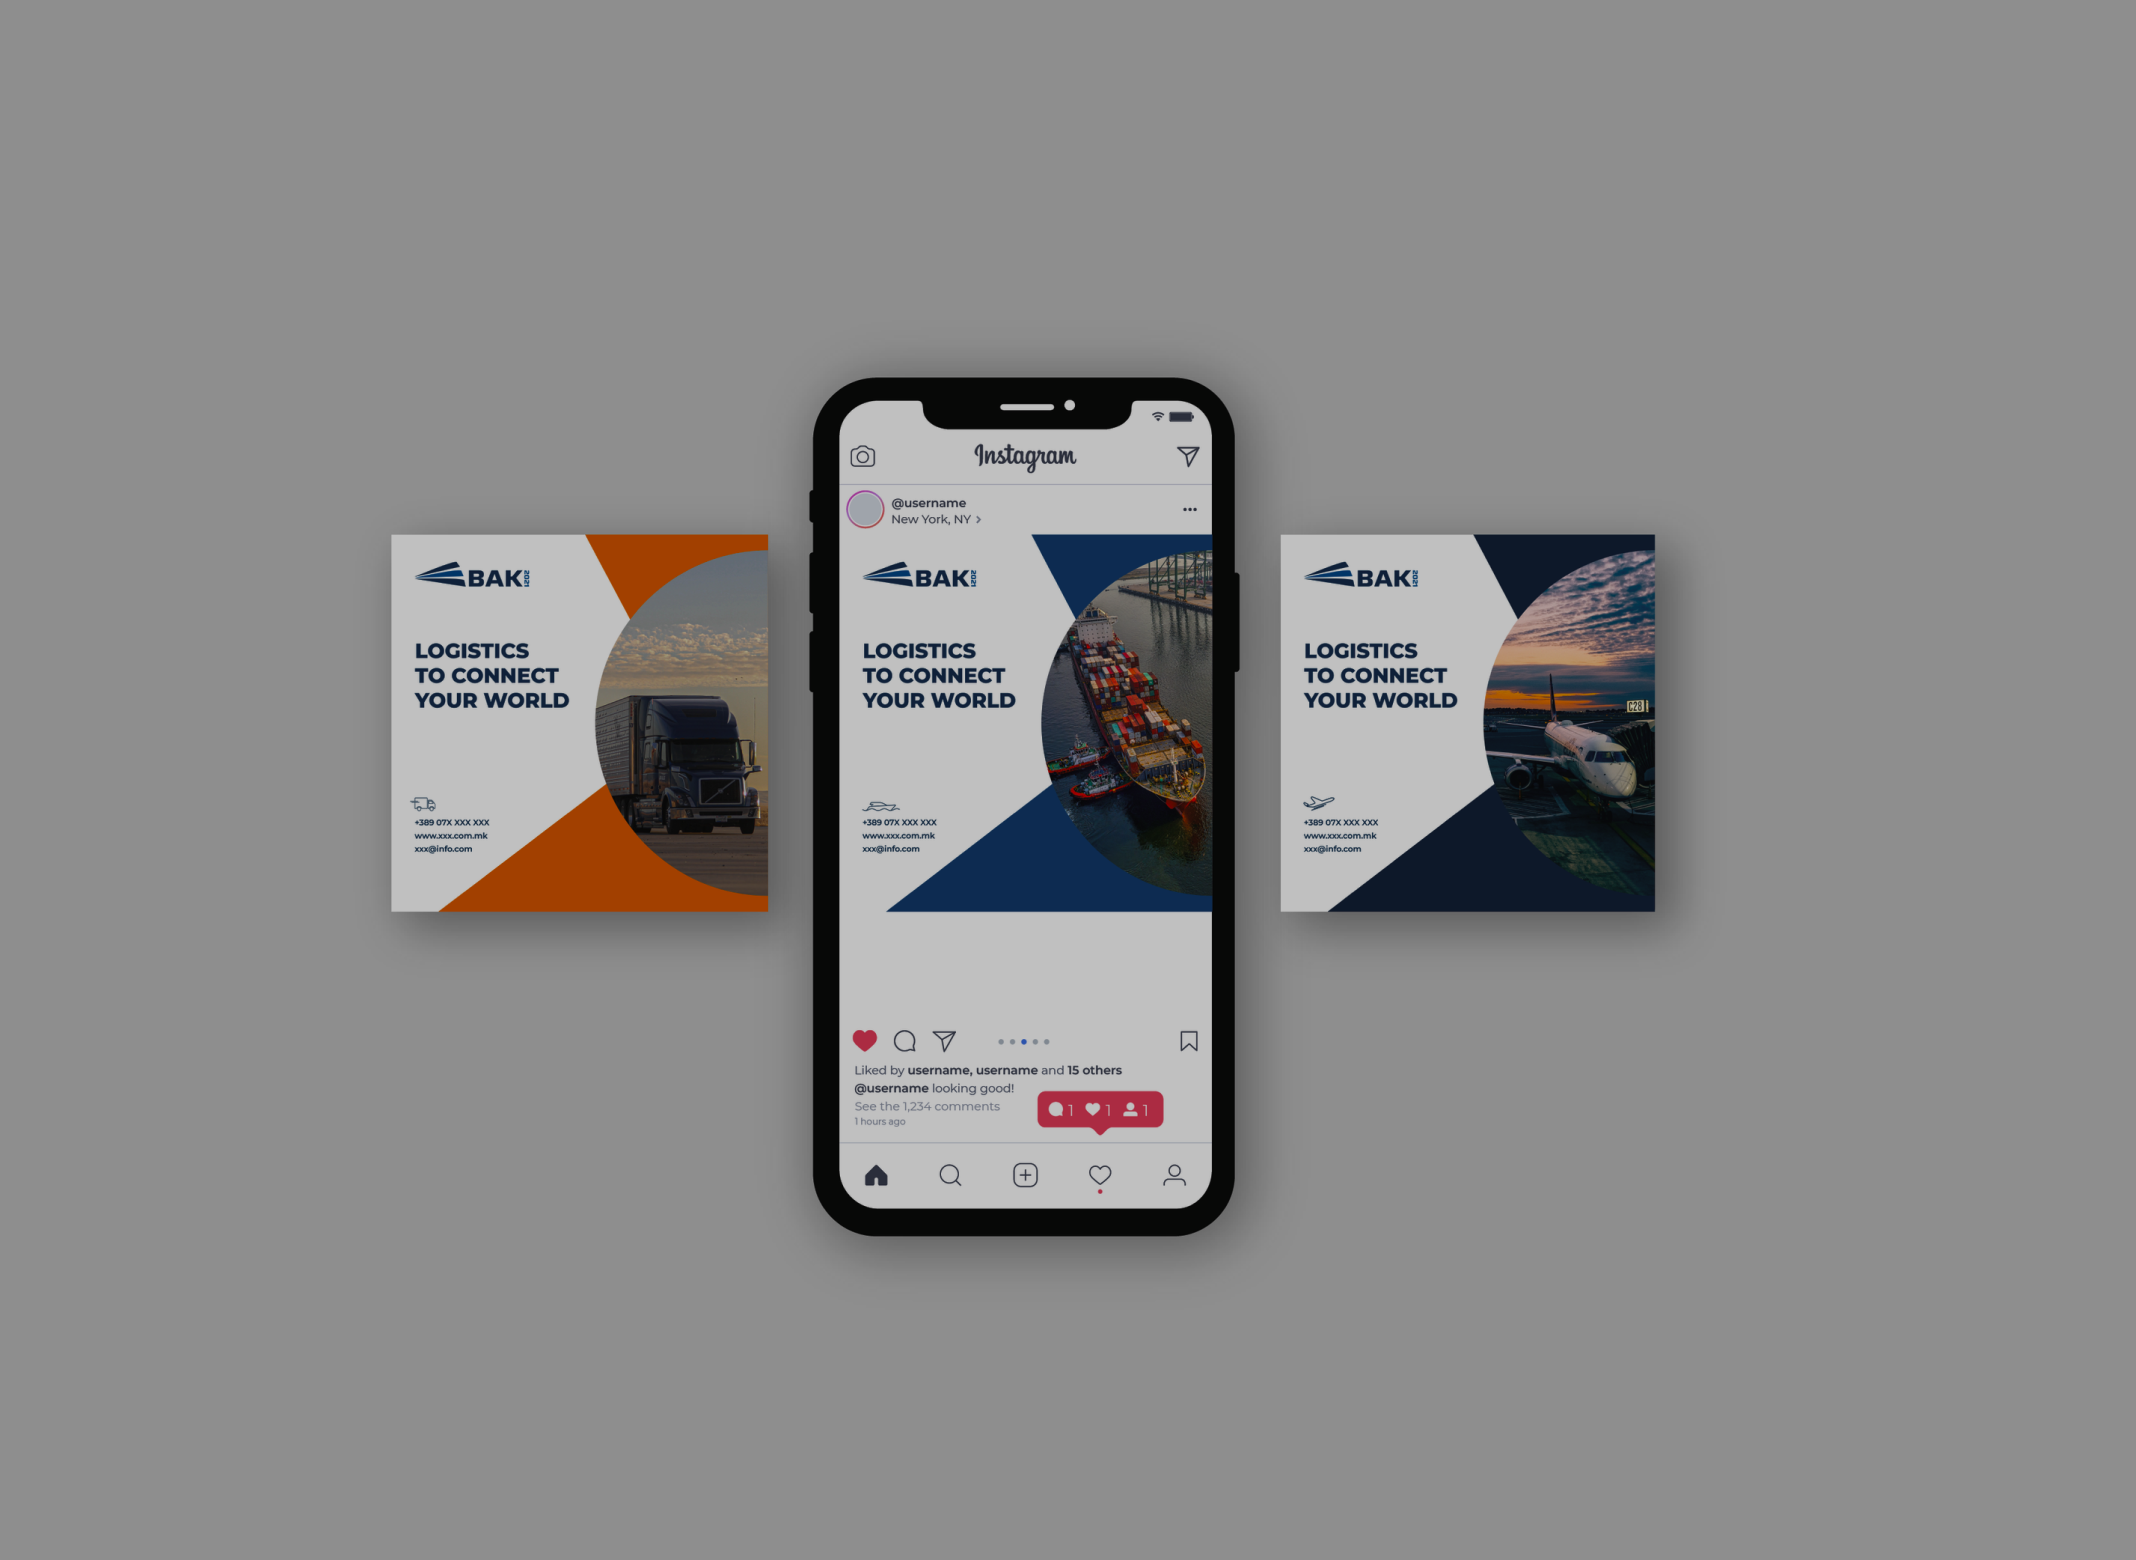 BAK 2021
LOGISTICS
TO CONNECT
YOUR WORLD
+389 07X XXX XXX
www.xxx.com.mk
xxx@info.com
Instagram
@username
New York, NY >
BAK 2021
LOGISTICS
TO CONNECT
YOUR WORLD
+389 07X XXX XXX
www.xxx.com.mk
xxx@info.com
Liked by username, username and 15 others
@username looking good!
See the 1,234 comments
1 hours ago
1 1 1
BAK 2021
LOGISTICS
TO CONNECT
YOUR WORLD
C28
+389 07X XXX XXX
www.xxx.com.mk
xxx@info.com